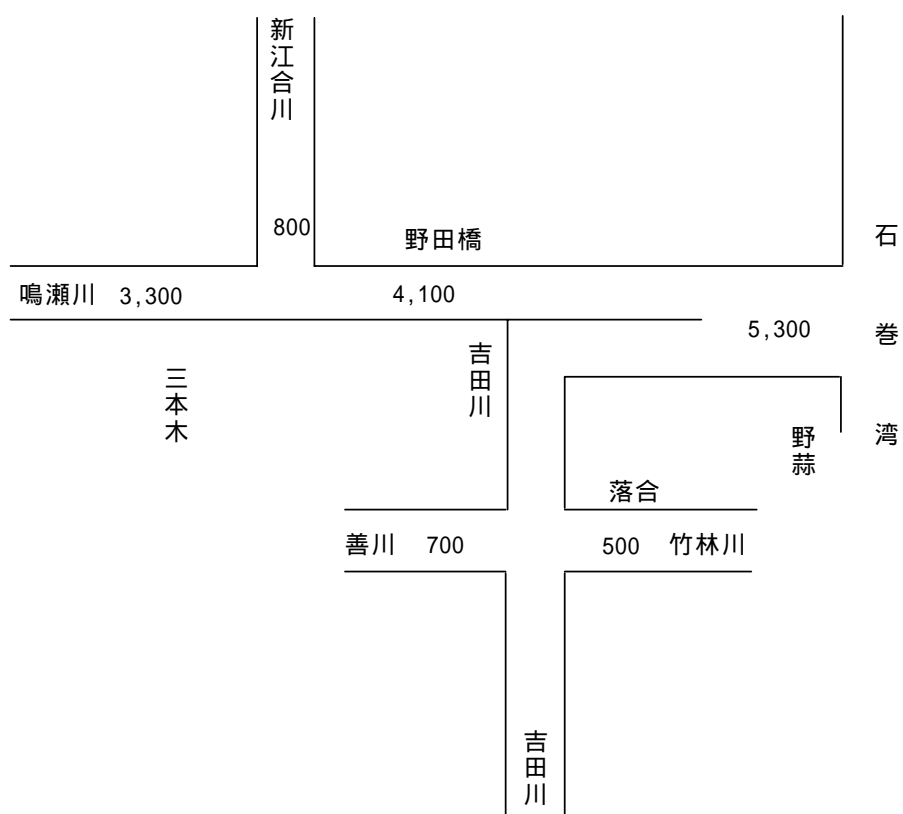 新江合川
800
野田橋
石巻湾
鳴瀬川 3,300
4,100
5,300
三本木
吉田川
野蒜
落合
善川 700
500 竹林川
吉田川